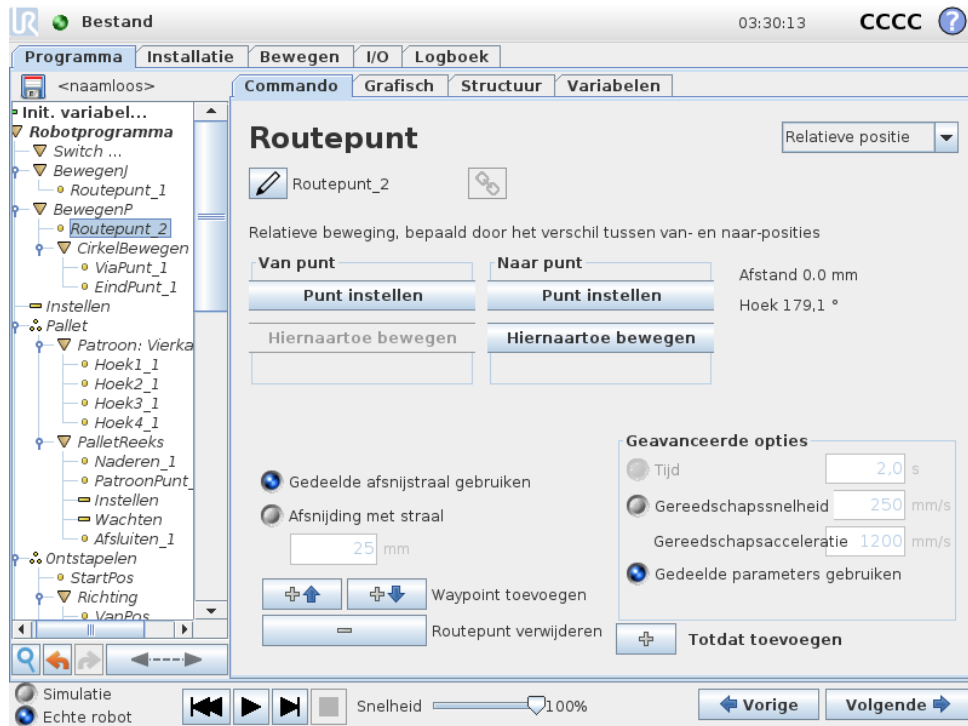 Bestand
03:30:13
CCCC
?
Programma
Installatie
Bewegen
I/O
Logboek
<naamloos>
Commando
Grafisch
Structuur
Variabelen
Init. variabel...
Robotprogramma
Switch ...
BewegenJ
Routepunt_1
BewegenP
Routepunt_2
CirkelBewegen
ViaPunt_1
EindPunt_1
Instellen
Pallet
Patroon: Vierka
Hoek1_1
Hoek2_1
Hoek3_1
Hoek4_1
PalletReeks
Naderen_1
PatroonPunt_
Instellen
Wachten
Afsluiten_1
Ontstapelen
StartPos
Richting
VanPos
Routepunt
Relatieve positie
Routepunt_2
Relatieve beweging, bepaald door het verschil tussen van- en naar-posities
Van punt
Naar punt
Punt instellen
Punt instellen
Hiernaartoe bewegen
Hiernaartoe bewegen
Afstand 0.0 mm
Hoek 179,1 °
Gedeelde afsnijstraal gebruiken
Afsnijding met straal
25 mm
Waypoint toevoegen
Routepunt verwijderen
Geavanceerde opties
Tijd 2,0 s
Gereedschapssnelheid 250 mm/s
Gereedschapsacceleratie 1200 mm/s
Gedeelde parameters gebruiken
Totdat toevoegen
Simulatie
Echte robot
Snelheid 100%
Vorige
Volgende